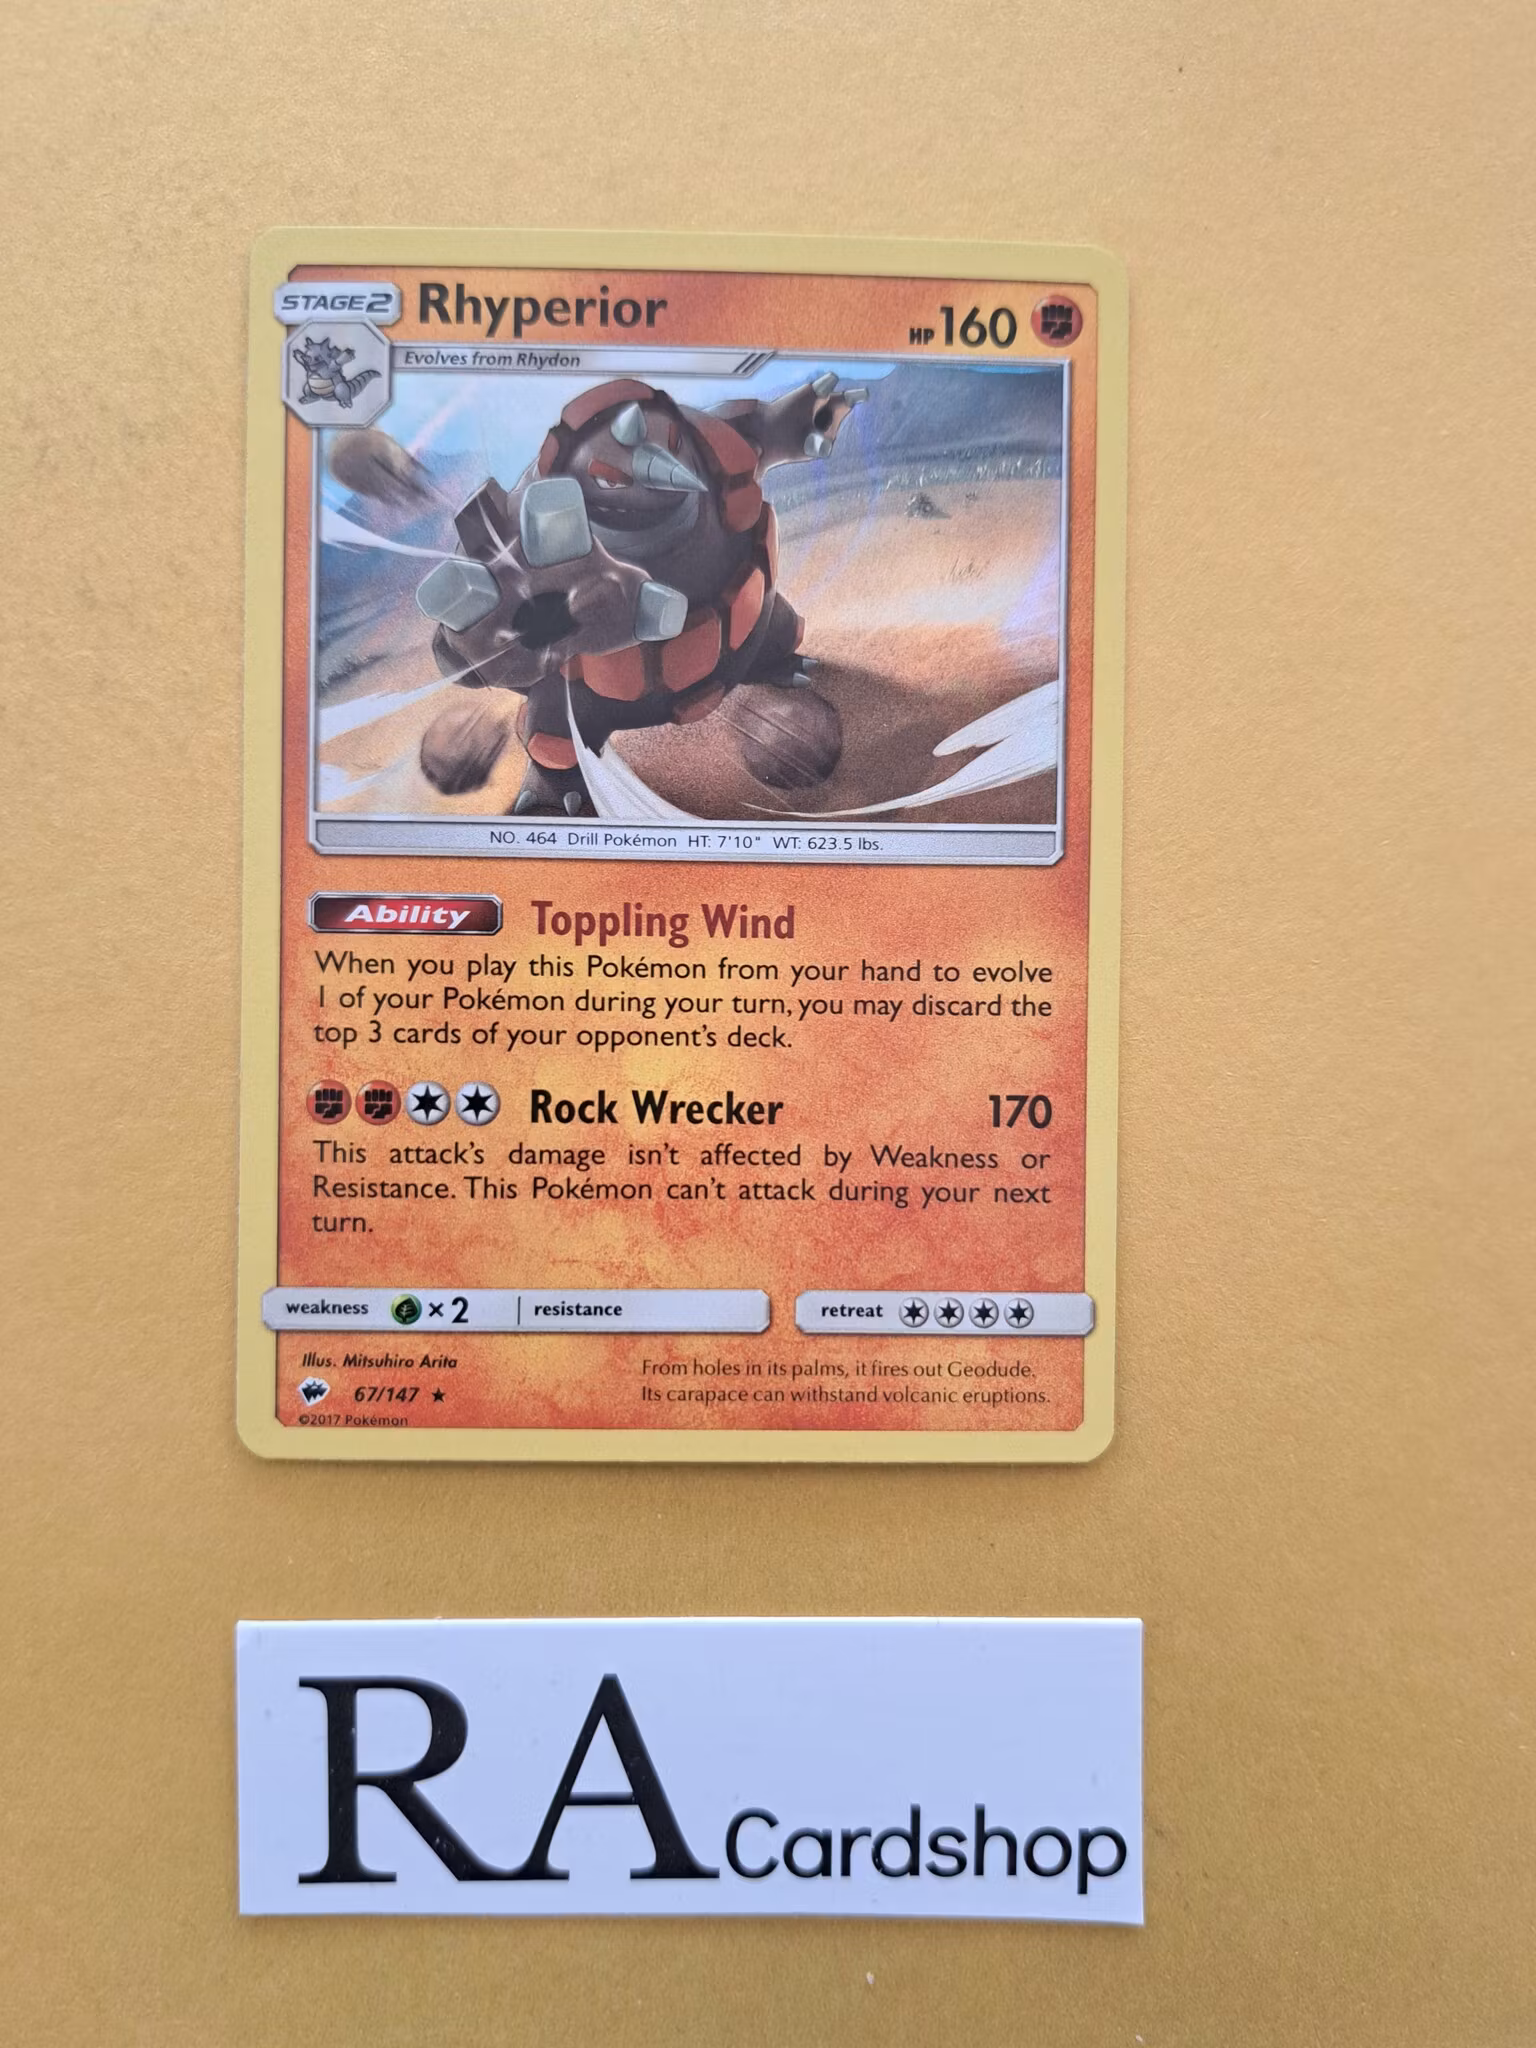 STAGE2 Rhyperior HP 160
Evolves from Rhydon
NO. 464 Drill Pokémon HT: 7'10" WT: 623.5 lbs.
Ability Toppling Wind
When you play this Pokémon from your hand to evolve
1 of your Pokémon during your turn, you may discard the
top 3 cards of your opponent's deck.
Rock Wrecker 170
This attack's damage isn't affected by Weakness or
Resistance. This Pokémon can't attack during your next
turn.
weakness ×2 resistance retreat
Illus. Mitsuhiro Arita
67/147 ★
©2017 Pokémon
From holes in its palms, it fires out Geodude.
Its carapace can withstand volcanic eruptions.
RA Cardshop